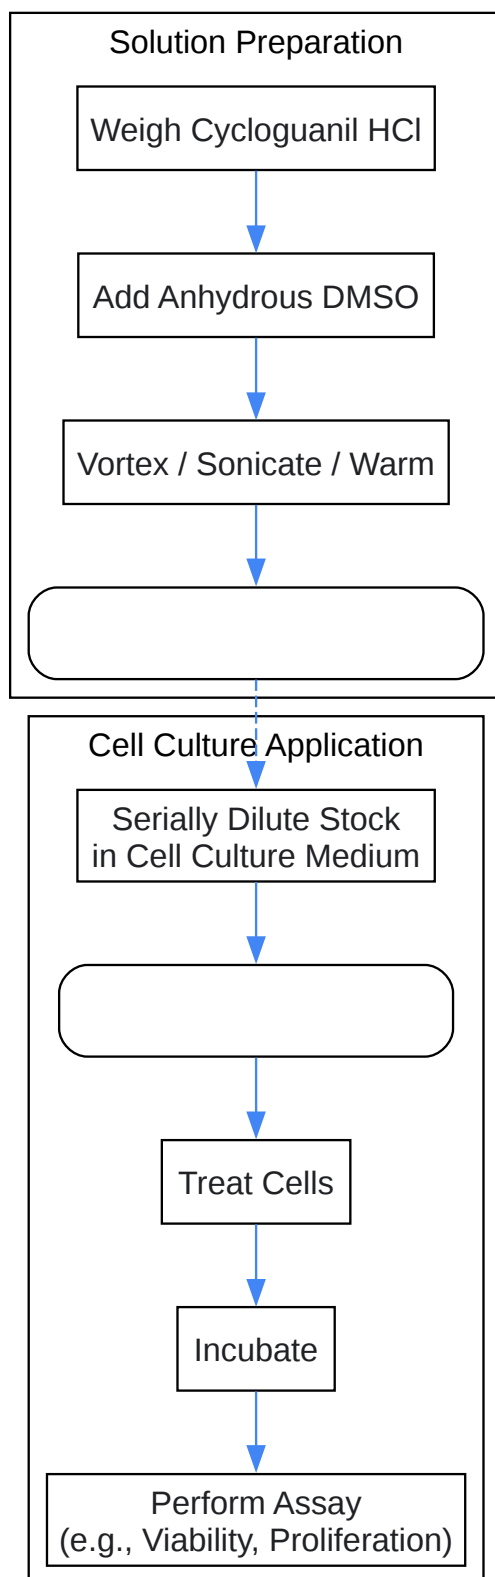 Solution Preparation
Weigh Cycloguanil HCl
Add Anhydrous DMSO
Vortex / Sonicate / Warm
Cell Culture Application
Serially Dilute Stock
in Cell Culture Medium
Treat Cells
Incubate
Perform Assay
(e.g., Viability, Proliferation)